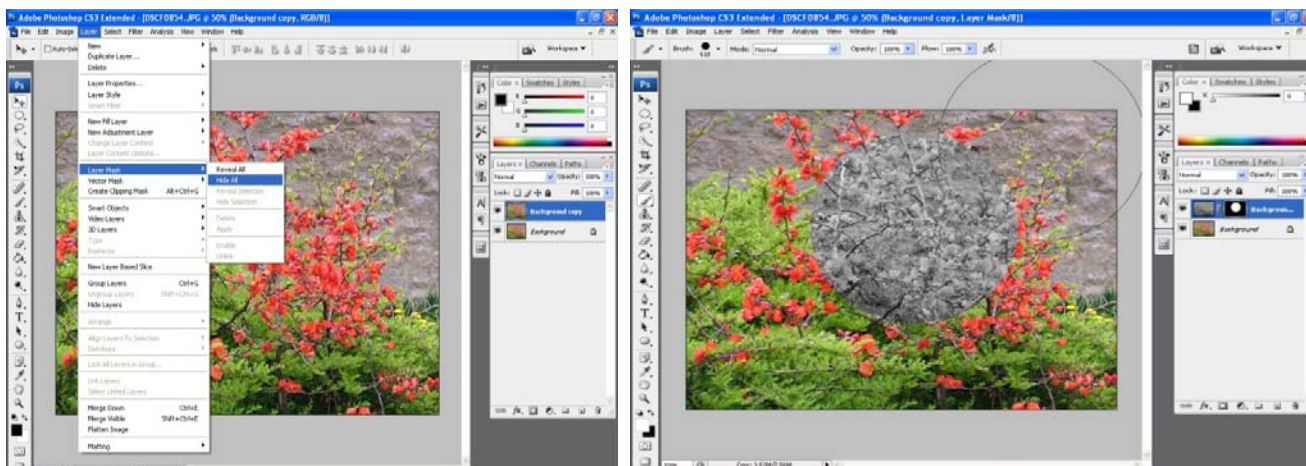 Adobe Photoshop CS3 Extended - [DSCF0854..JPG @ 50% (Background copy, RGB/8)]
File Edit Image Layer Select Filter Analysis View Window Help
Workspace ▼
New
Duplicate Layer...
Delete
Layer Properties...
Layer Style
Smart Filter
New Fill Layer
New Adjustment Layer
Change Layer Content
Layer Content Options...
Layer Mask
Vector Mask
Create Clipping Mask Alt+Ctrl+G
Smart Objects
Video Layers
3D Layers
Type
Rasterize
New Layer Based Slice
Group Layers Ctrl+G
Ungroup Layers Shift+Ctrl+G
Hide Layers
Arrange
Align Layers To Selection
Distribute
Lock All Layers in Group...
Link Layers
Select Linked Layers
Merge Down Ctrl+E
Merge Visible Shift+Ctrl+E
Flatten Image
Matting
Reveal All
Hide All
Reveal Selection
Hide Selection
Delete
Apply
Enable
Unlink
Ps
Color x Swatches Styles
R 0
G 0
B 0
Layers x Channels Paths
Normal Opacity: 100%
Lock: Fill: 100%
Background copy
Background
Adobe Photoshop CS3 Extended - [DSCF0854..JPG @ 50% (Background copy, Layer Mask/8)]
File Edit Image Layer Select Filter Analysis View Window Help
Brush: Mode: Normal Opacity: 100% Flow: 100%
Workspace ▼
Ps
Color x Swatches Styles
K 0
Layers x Channels Paths
Normal Opacity: 100%
Lock: Fill: 100%
Backgroun...
Background